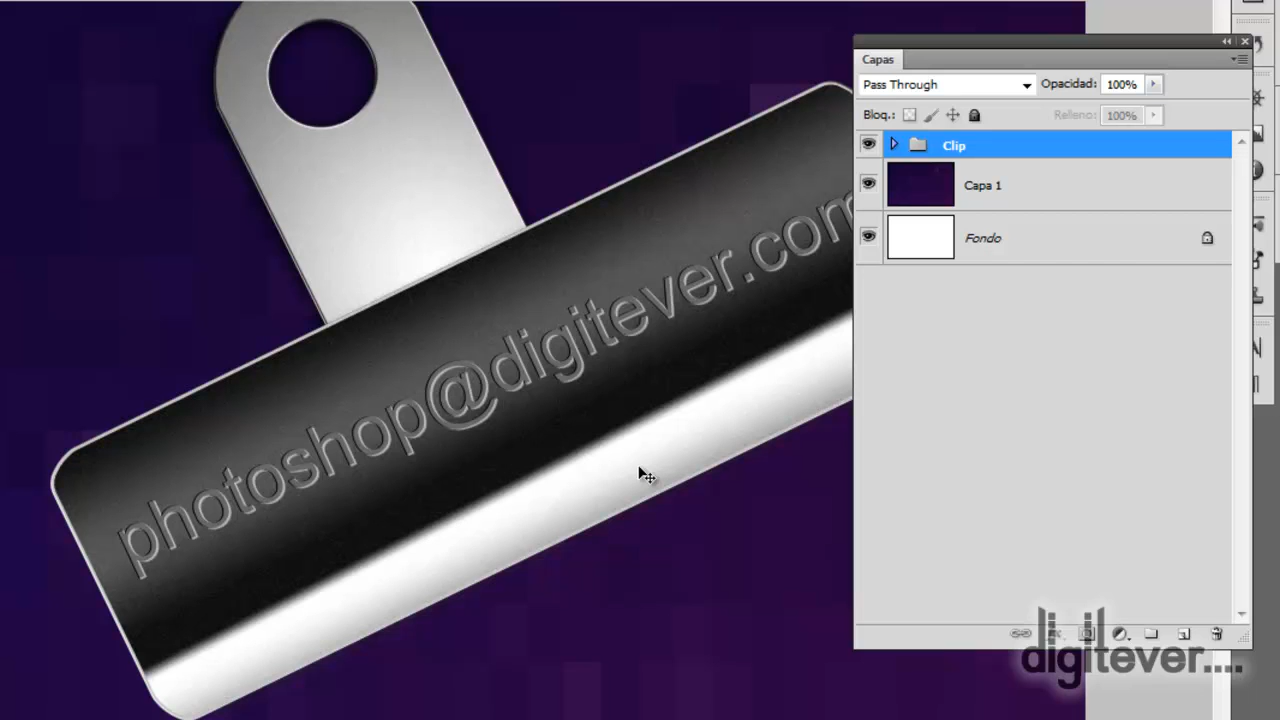 Capas
Pass Through
Opacidad: 100%
Bloq.:
Relleno: 100%
Clip
Capa 1
Fondo
photoshop@digitever.com
digitever....